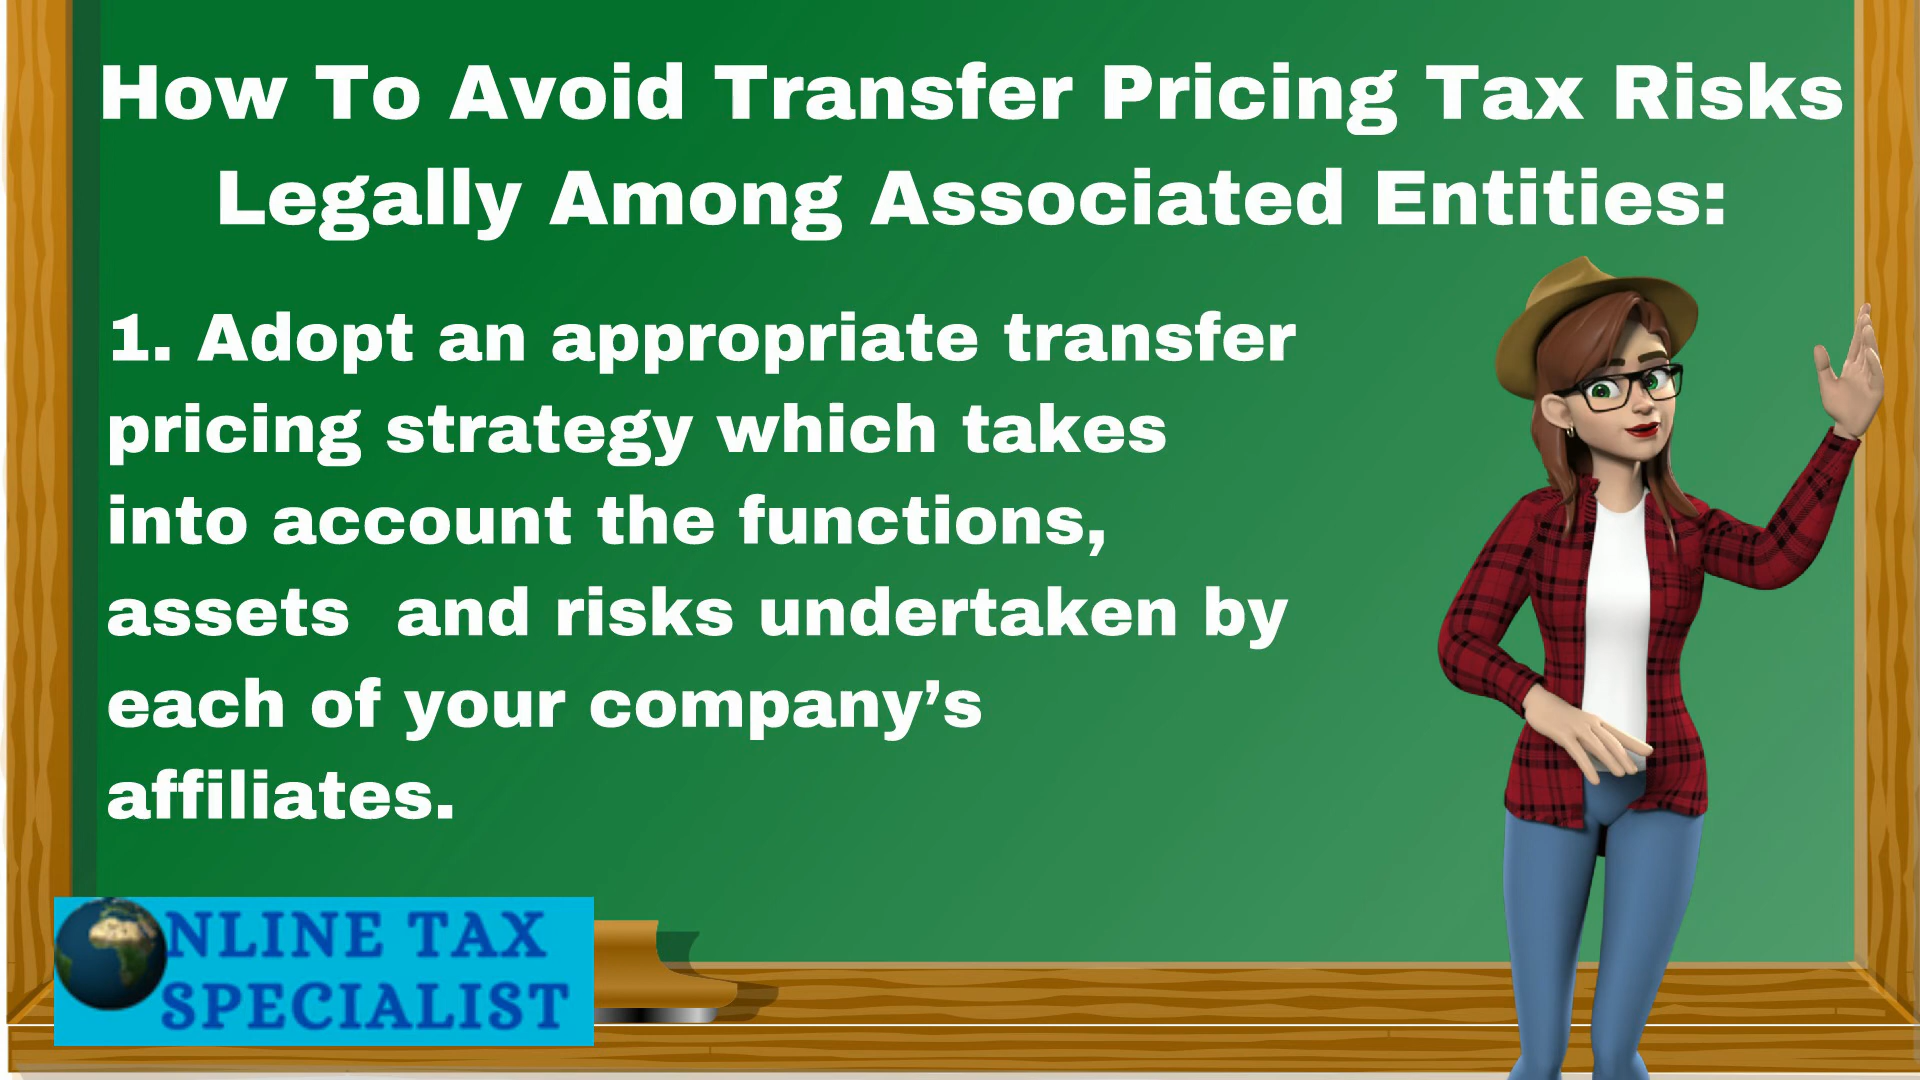 How To Avoid Transfer Pricing Tax Risks
Legally Among Associated Entities:
1. Adopt an appropriate transfer
pricing strategy which takes
into account the functions,
assets  and risks undertaken by
each of your company’s
affiliates.
NLINE TAX
SPECIALIST